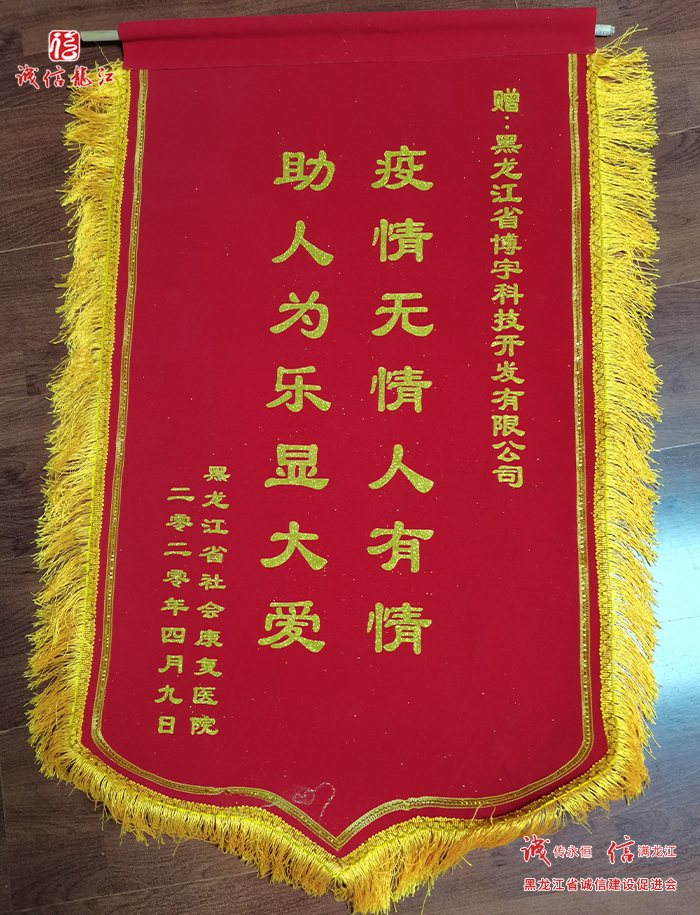 信
诚信龙江
赠：黑龙江省博宇科技开发有限公司
疫情无情人有情
助人为乐显大爱
黑龙江省社会康复医院
二零二零年四月九日
诚传永恒 信满龙江
黑龙江省诚信建设促进会